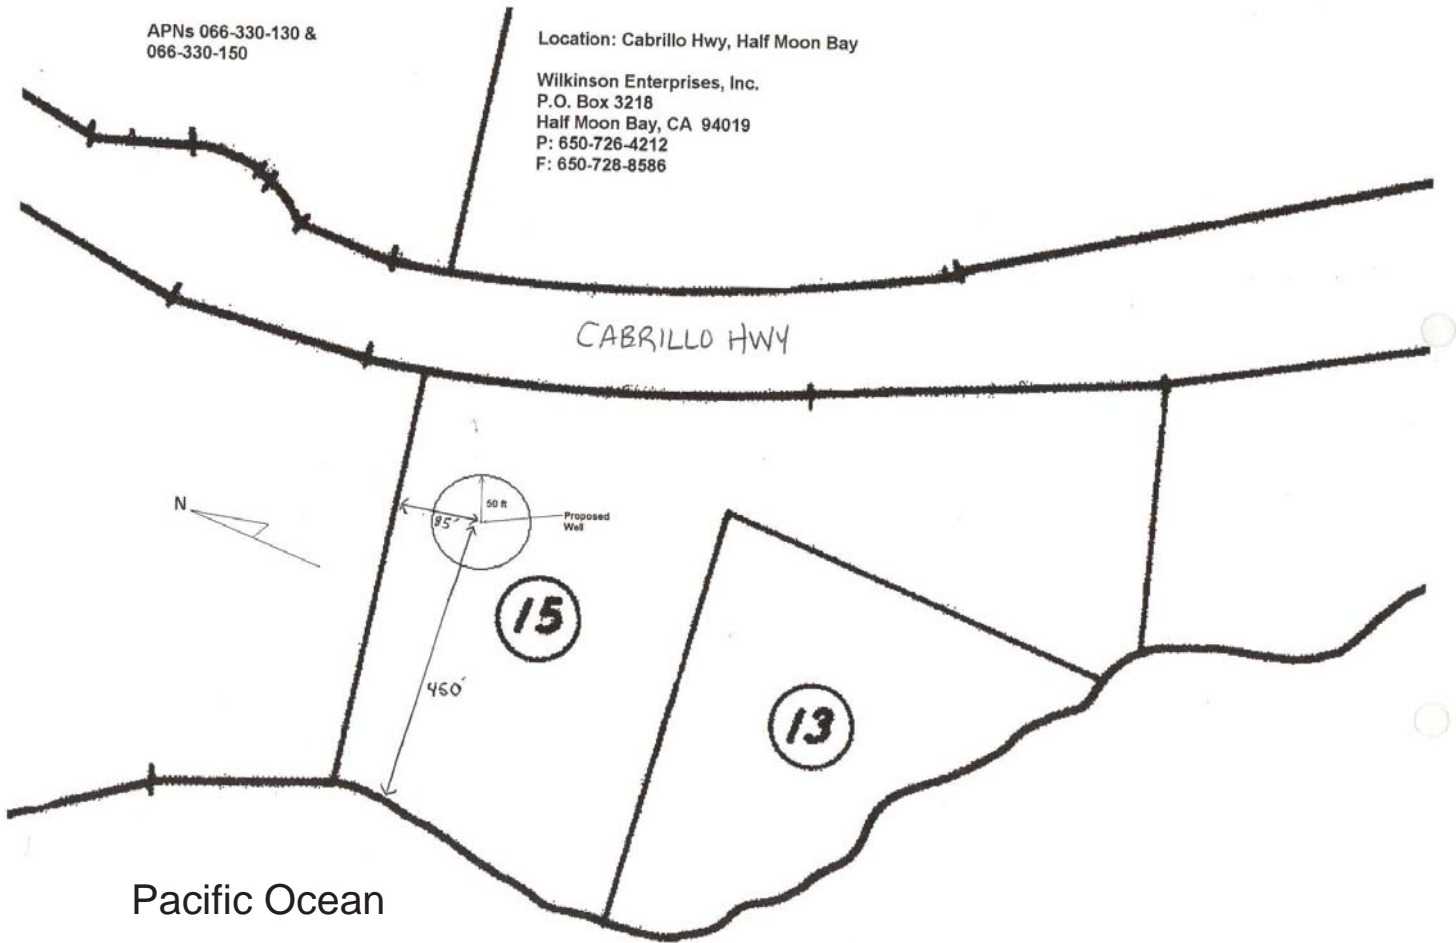 APNs 066-330-130 &
066-330-150
Location: Cabrillo Hwy, Half Moon Bay
Wilkinson Enterprises, Inc.
P.O. Box 3218
Half Moon Bay, CA 94019
P: 650-726-4212
F: 650-728-8586
CABRILLO HWY
N
50 ft
85'
Proposed
Well
15
450'
13
Pacific Ocean